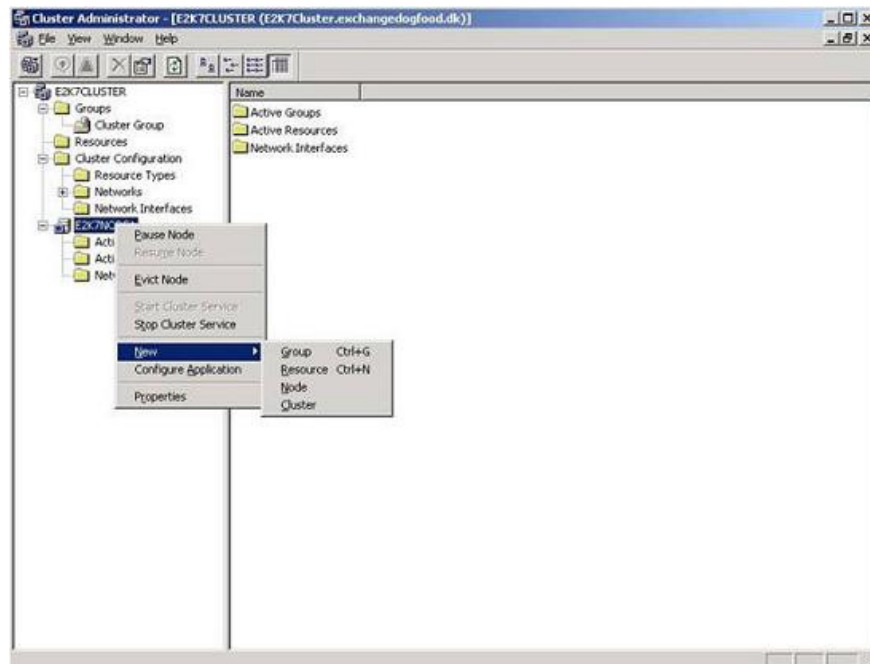 Cluster Administrator - [E2K7CLUSTER (E2K7Cluster.exchangedogfood.dk)]
File View Window Help
E2K7CLUSTER
Groups
Cluster Group
Resources
Cluster Configuration
Resource Types
Networks
Network Interfaces
Name
Active Groups
Active Resources
Network Interfaces
Pause Node
Resume Node
Evict Node
Start Cluster Service
Stop Cluster Service
New
Configure Application
Properties
Group Ctrl+G
Resource Ctrl+N
Node
Cluster